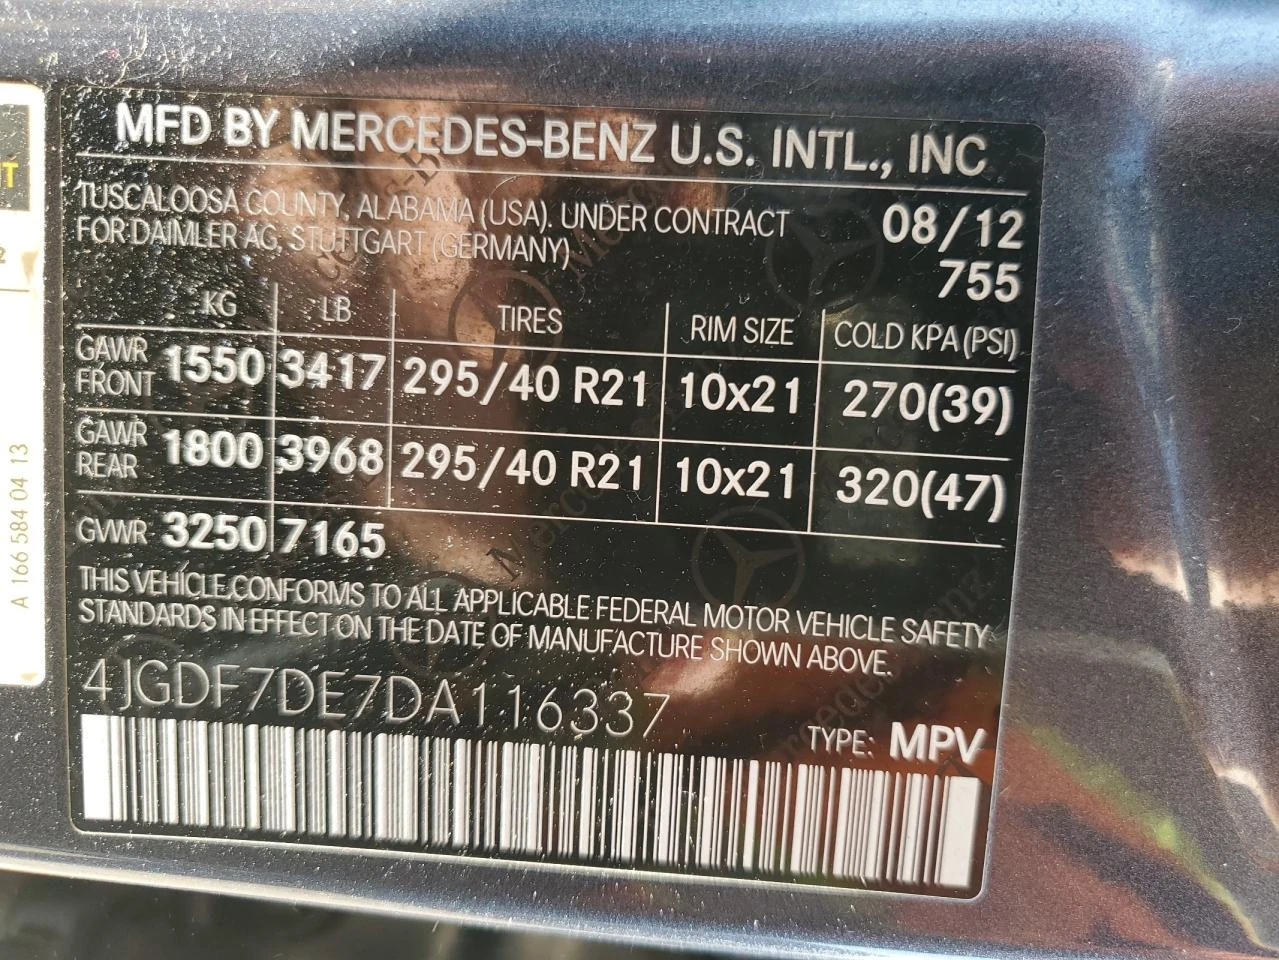 MFD BY MERCEDES-BENZ U.S. INTL., INC
TUSCALOOSA COUNTY, ALABAMA (USA). UNDER CONTRACT
FOR DAIMLER AG, STUTTGART (GERMANY)
08/12
755
KG LB TIRES RIM SIZE COLD KPA (PSI)
GAWR FRONT 1550 3417 295/40 R21 10x21 270(39)
GAWR REAR 1800 3968 295/40 R21 10x21 320(47)
GVWR 3250 7165
THIS VEHICLE CONFORMS TO ALL APPLICABLE FEDERAL MOTOR VEHICLE SAFETY
STANDARDS IN EFFECT ON THE DATE OF MANUFACTURE SHOWN ABOVE.
4JGDF7DE7DA116337
TYPE: MPV
A 166 584 04 13